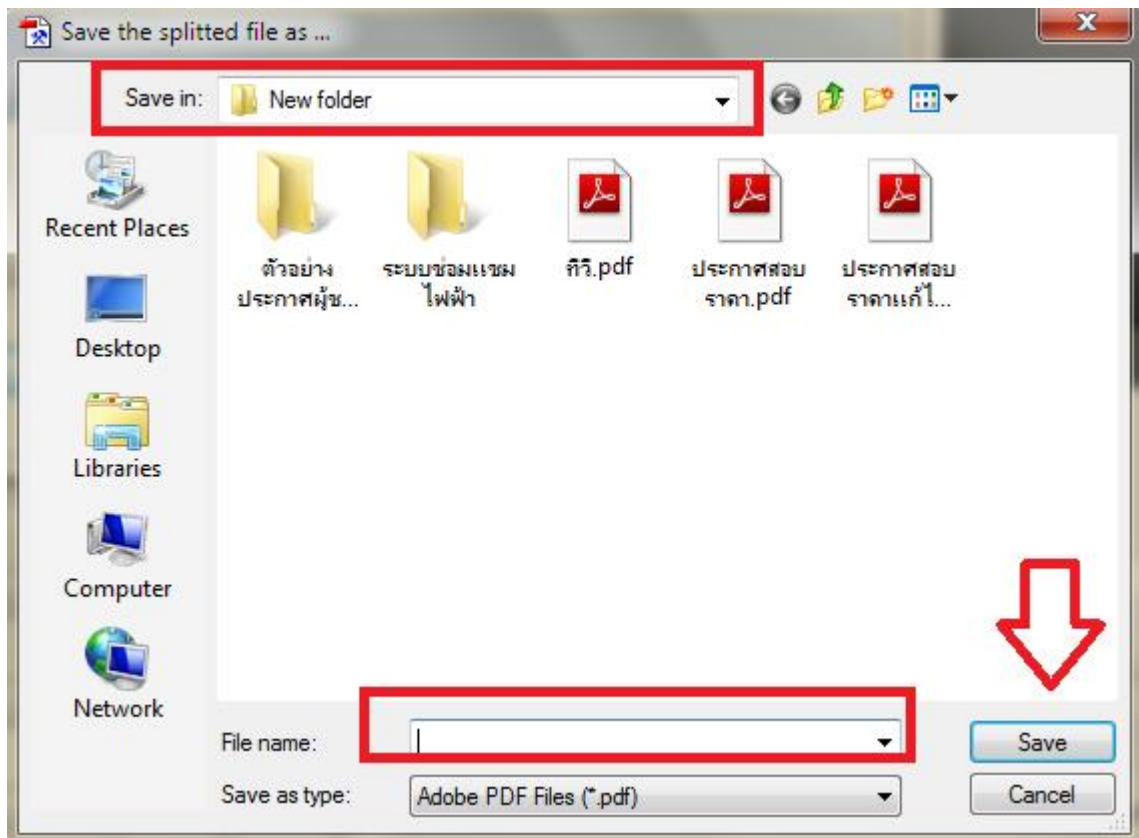 Save the splitted file as ...
Save in:
New folder
Recent Places
Desktop
Libraries
Computer
Network
ตัวอย่าง
ประกาศผู้ช...
ระบบซ่อมแซม
ไฟฟ้า
ทีวี.pdf
ประกาศสอบ
ราคา.pdf
ประกาศสอบ
ราคาแก้ไ...
File name:
Save
Save as type:
Adobe PDF Files (*.pdf)
Cancel